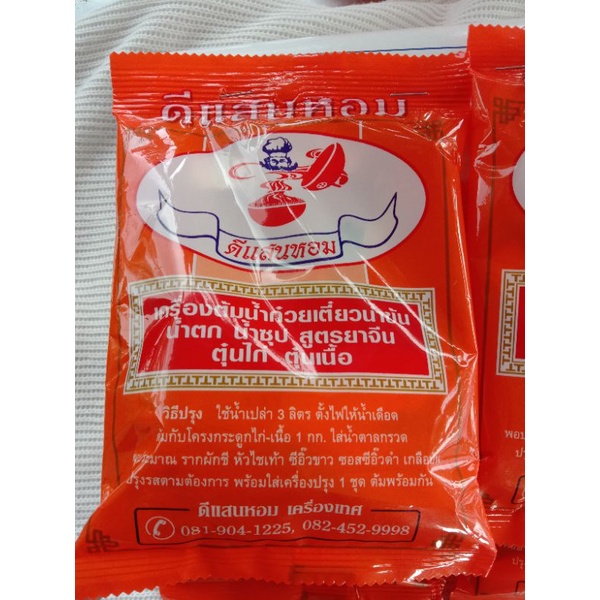 ดีแสนหอม
ดีแสนหอม
เครื่องต้มน้ำก๋วยเตี๋ยวน้ำข้น
น้ำตก น้ำซุป สูตรยาจีน
ตุ๋นไก่ ตุ๋นเนื้อ
วิธีปรุง ใช้น้ำเปล่า 3 ลิตร ตั้งไฟให้น้ำเดือด
ต้มกับโครงกระดูกไก่-เนื้อ 1 กก. ใส่น้ำตาลกรวด
พอประมาณ รากผักชี หัวไชเท้า ซีอิ๊วขาว ซอสซีอิ๊วดำ เกลือป่น
ปรุงรสตามต้องการ พร้อมใส่เครื่องปรุง 1 ชุด ต้มพร้อมกัน
ดีแสนหอม เครื่องเทศ
081-904-1225, 082-452-9998